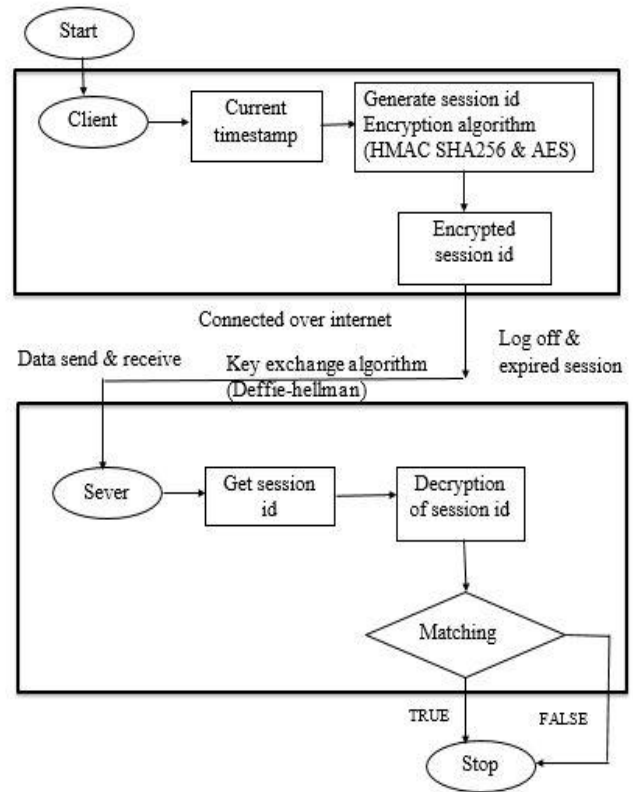 Start
Client
Current
timestamp
Generate session id
Encryption algorithm
(HMAC SHA256 & AES)
Encrypted
session id
Connected over internet
Log off &
expired session
Data send & receive
Key exchange algorithm
(Deffie-hellman)
Sever
Get session
id
Decryption
of session id
Matching
TRUE
FALSE
Stop